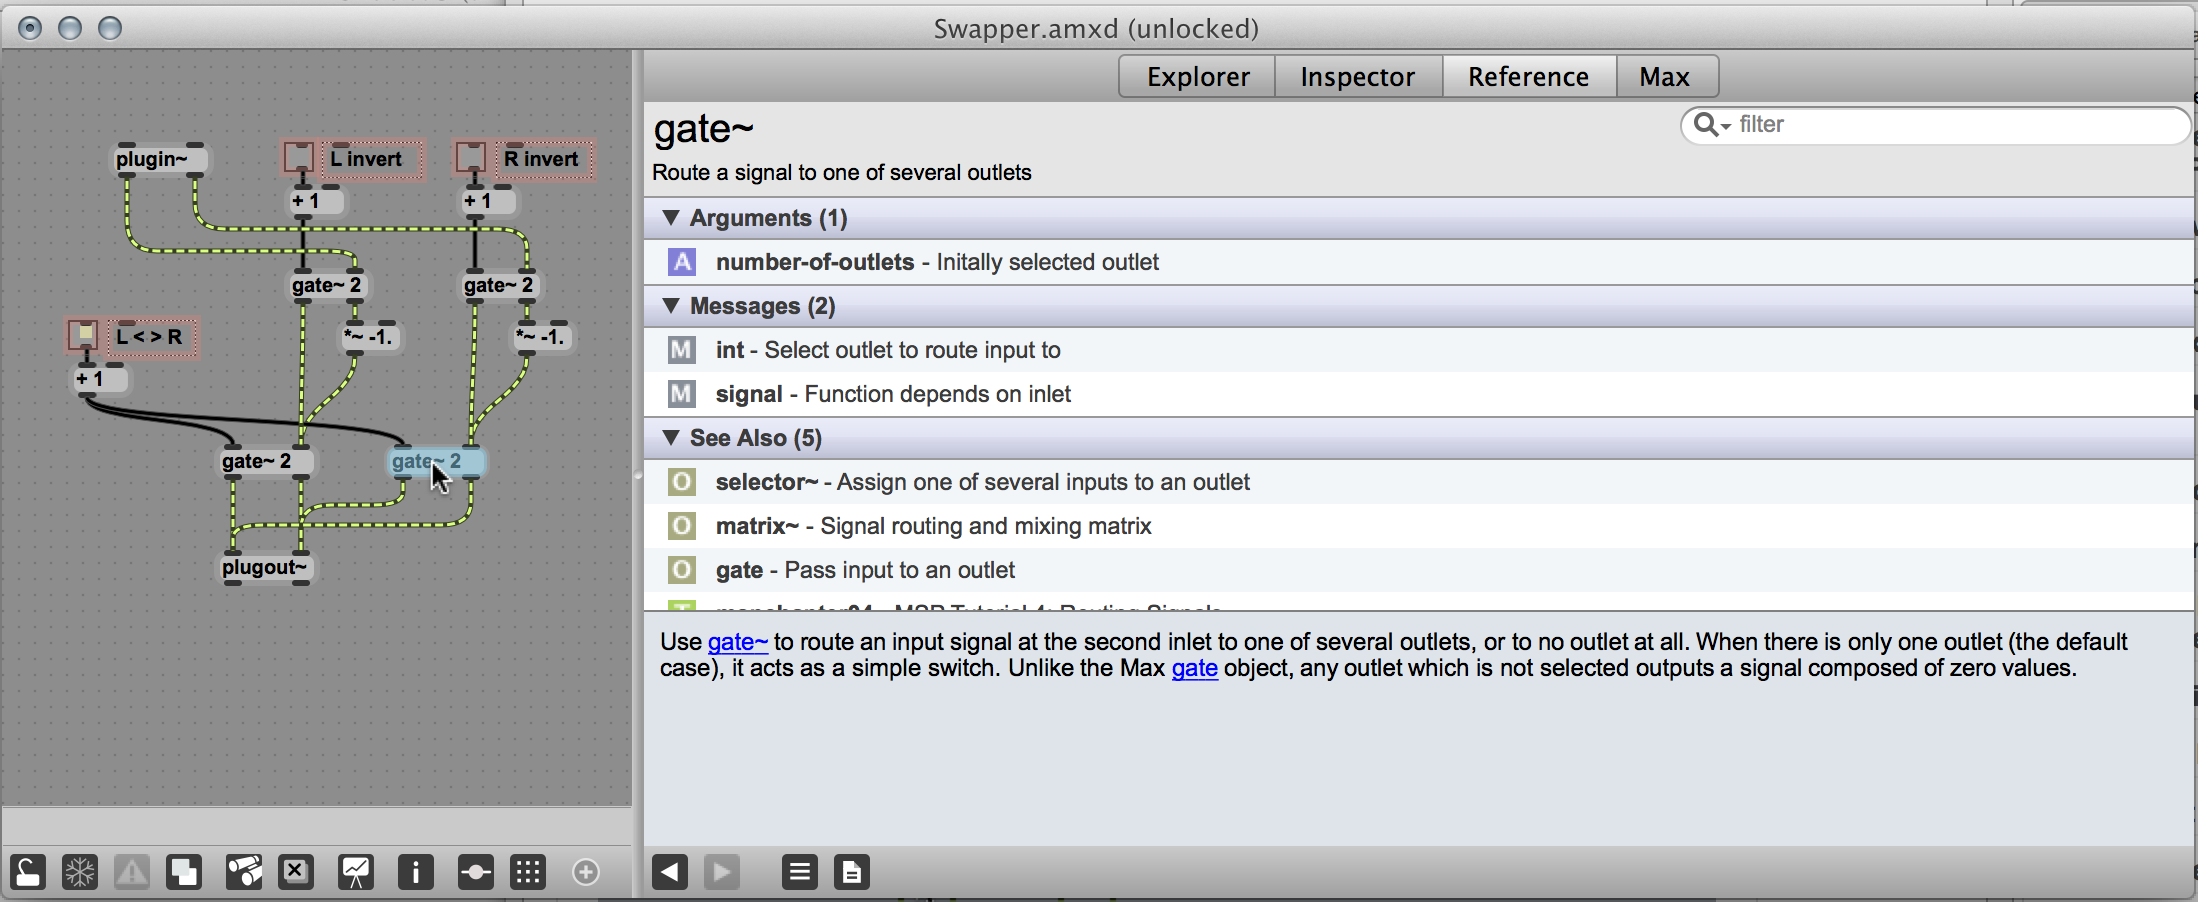 Swapper.amxd (unlocked)
Explorer Inspector Reference Max
plugin~
L invert
R invert
+ 1
+ 1
gate~ 2
gate~ 2
*~ -1.
*~ -1.
L < > R
+ 1
gate~ 2
gate~ 2
plugout~
gate~
filter
Route a signal to one of several outlets
▼ Arguments (1)
A number-of-outlets - Initally selected outlet
▼ Messages (2)
M int - Select outlet to route input to
M signal - Function depends on inlet
▼ See Also (5)
O selector~ - Assign one of several inputs to an outlet
O matrix~ - Signal routing and mixing matrix
O gate - Pass input to an outlet
MSP Tutorial 4: Routing Signals
Use gate~ to route an input signal at the second inlet to one of several outlets, or to no outlet at all. When there is only one outlet (the default
case), it acts as a simple switch. Unlike the Max gate object, any outlet which is not selected outputs a signal composed of zero values.